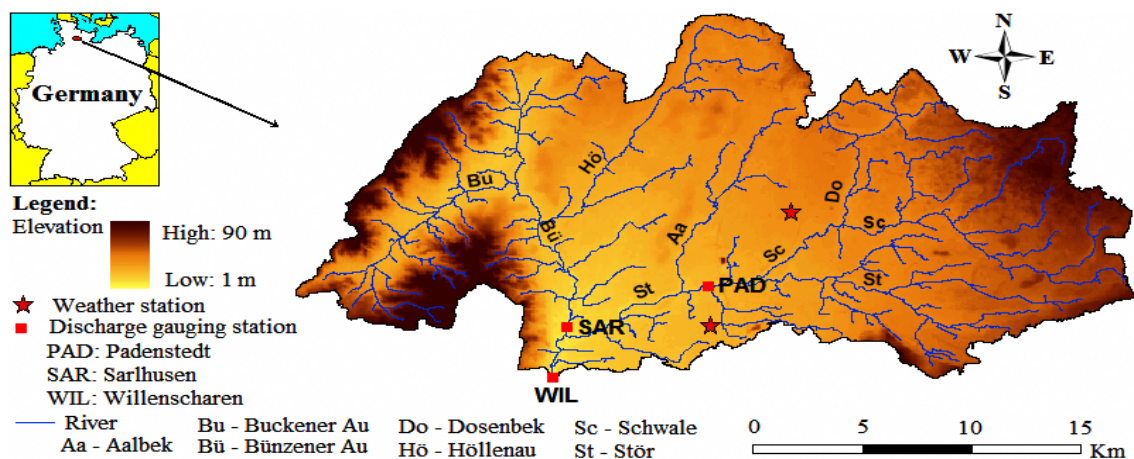 Germany
N
W E
S
Hö
Bu
Do
Bü
Aa
Sc
Sc
St
St
PAD
SAR
WIL
Legend:
Elevation
High: 90 m
Low: 1 m
Weather station
Discharge gauging station
PAD: Padenstedt
SAR: Sarlhusen
WIL: Willenscharen
River
Bu - Buckener Au
Do - Dosenbek
Sc - Schwale
Aa - Aalbek
Bü - Bünzener Au
Hö - Höllenau
St - Stör
0 5 10 15
Km